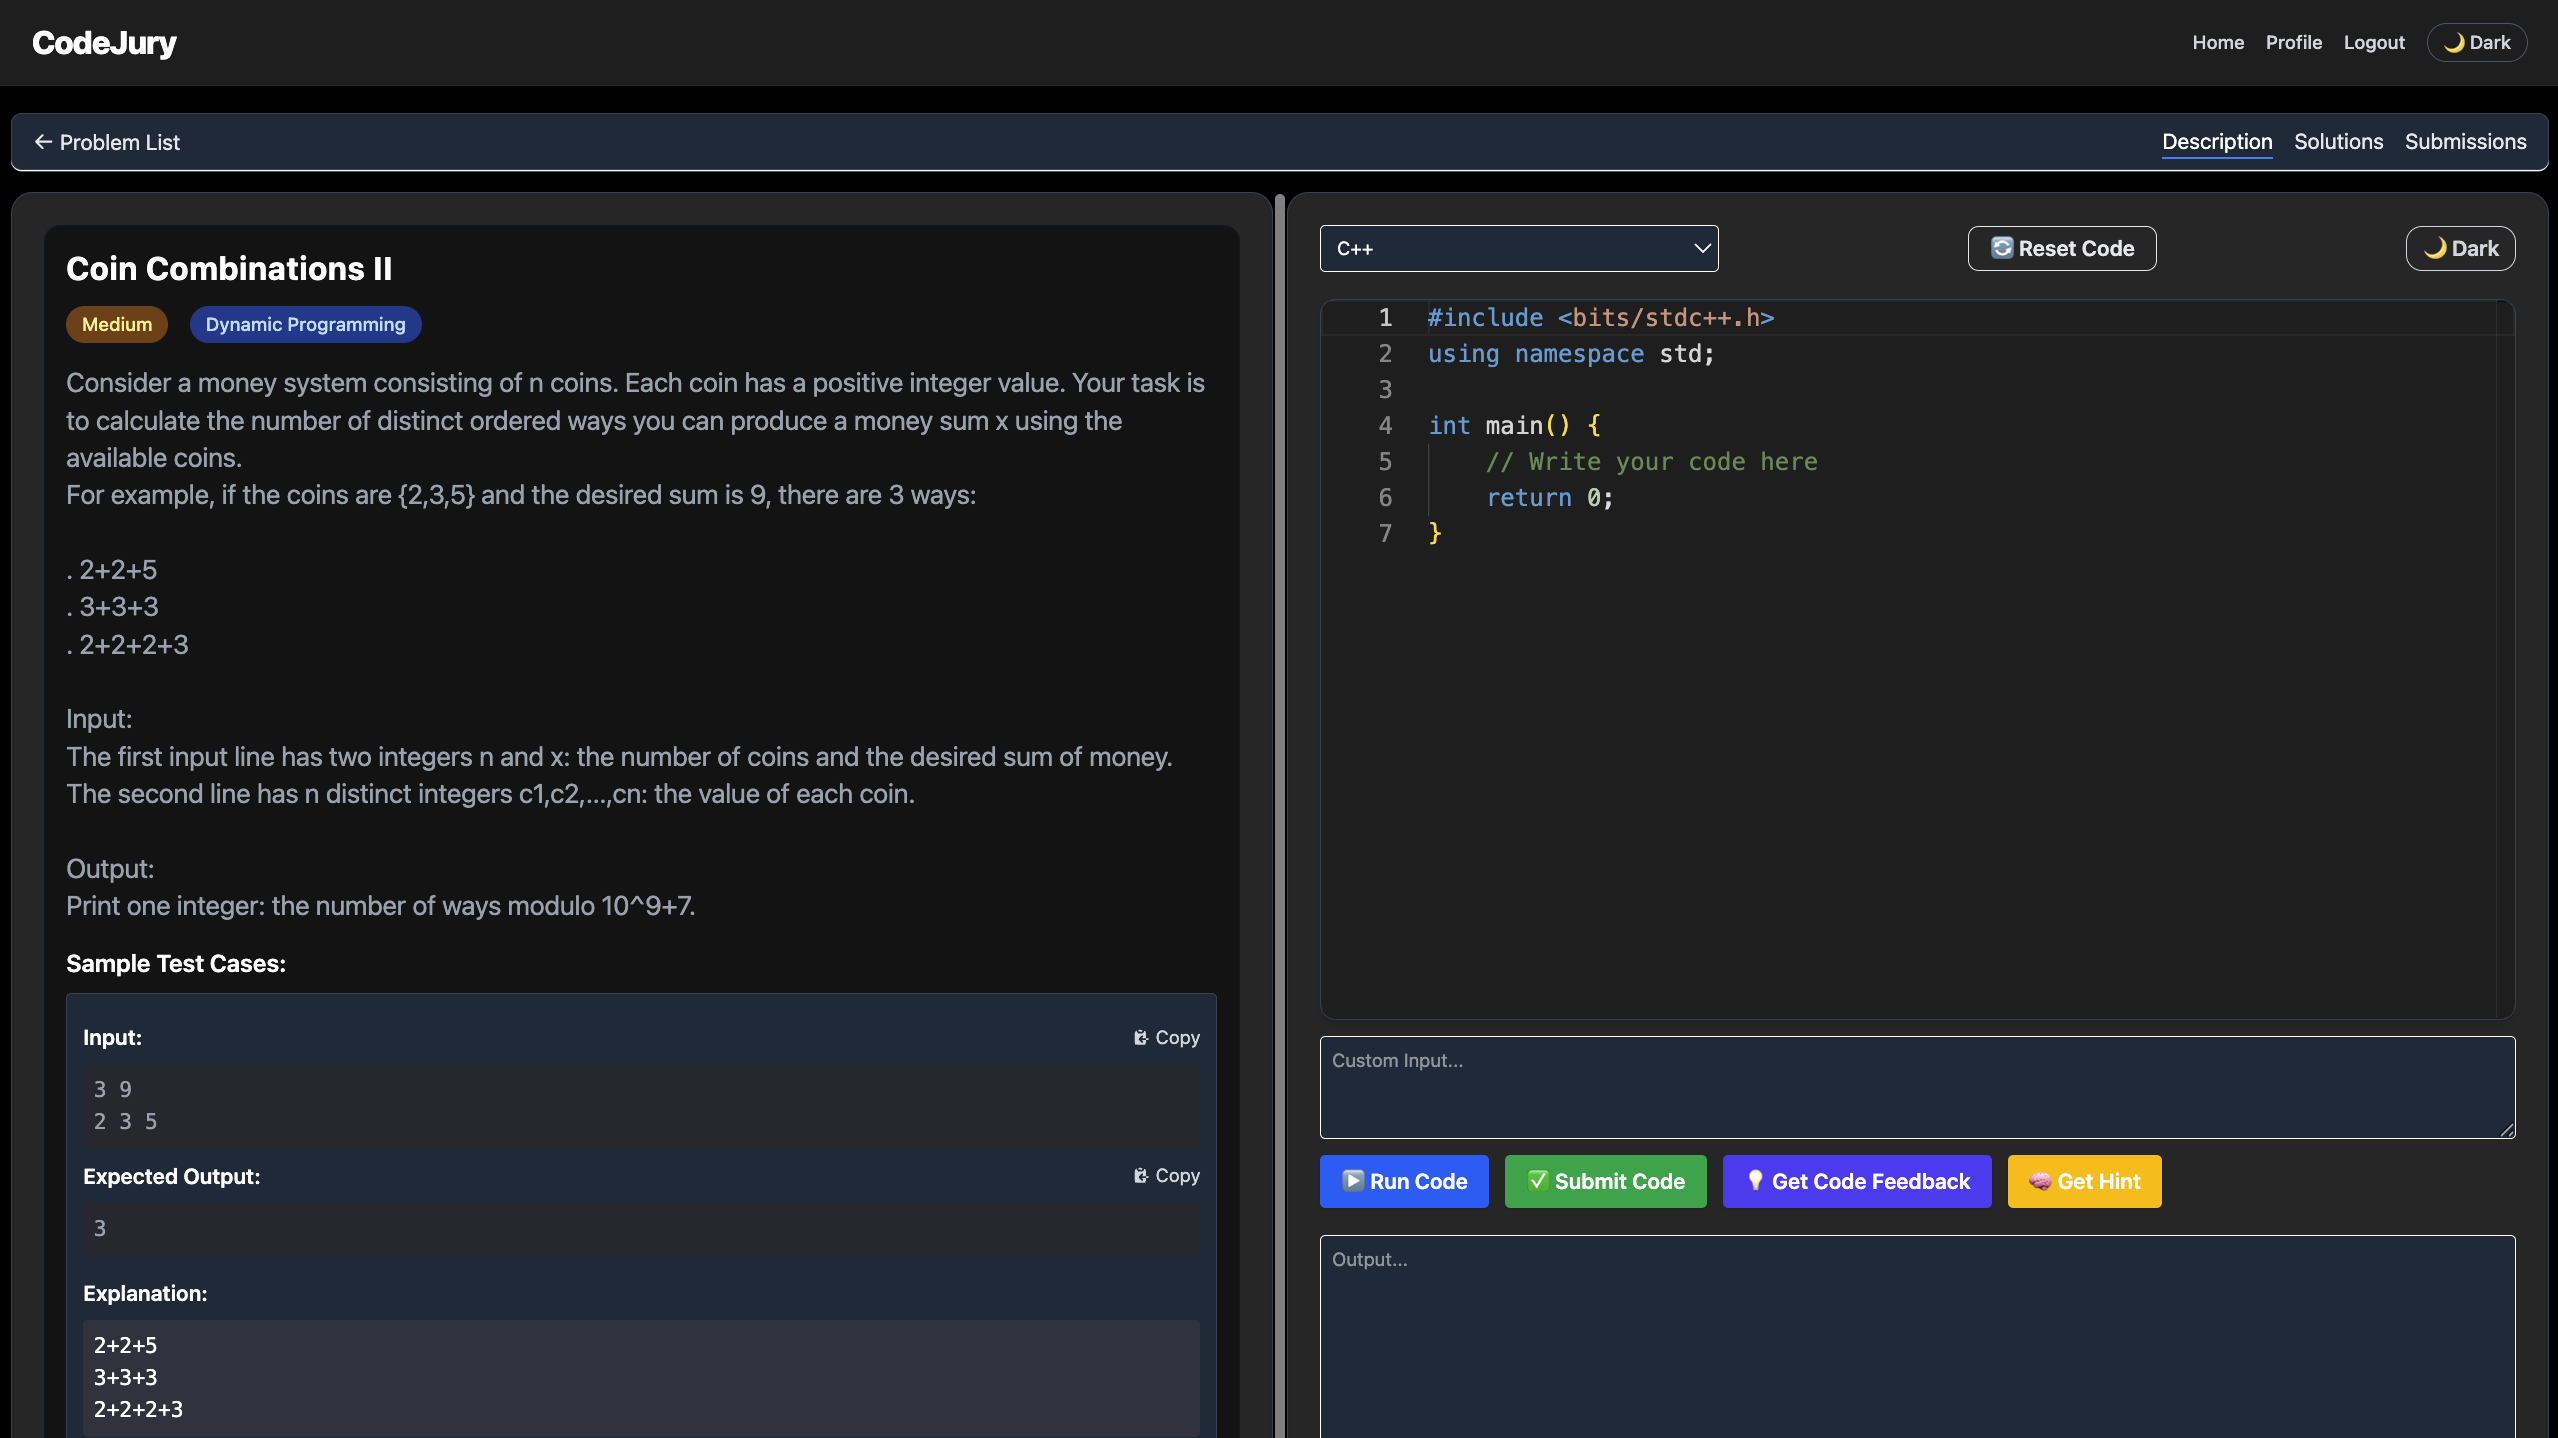 CodeJury
Home Profile Logout 🌙 Dark
← Problem List
Description Solutions Submissions
Coin Combinations II
Medium Dynamic Programming
Consider a money system consisting of n coins. Each coin has a positive integer value. Your task is
to calculate the number of distinct ordered ways you can produce a money sum x using the
available coins.
For example, if the coins are {2,3,5} and the desired sum is 9, there are 3 ways:
. 2+2+5
. 3+3+3
. 2+2+2+3
Input:
The first input line has two integers n and x: the number of coins and the desired sum of money.
The second line has n distinct integers c1,c2,...,cn: the value of each coin.
Output:
Print one integer: the number of ways modulo 10^9+7.
Sample Test Cases:
Input: Copy
3 9
2 3 5
Expected Output: Copy
3
Explanation:
2+2+5
3+3+3
2+2+2+3
C++ Reset Code 🌙 Dark
1 #include <bits/stdc++.h>
2 using namespace std;
3
4 int main() {
5     // Write your code here
6     return 0;
7 }
Custom Input...
Run Code Submit Code Get Code Feedback Get Hint
Output...